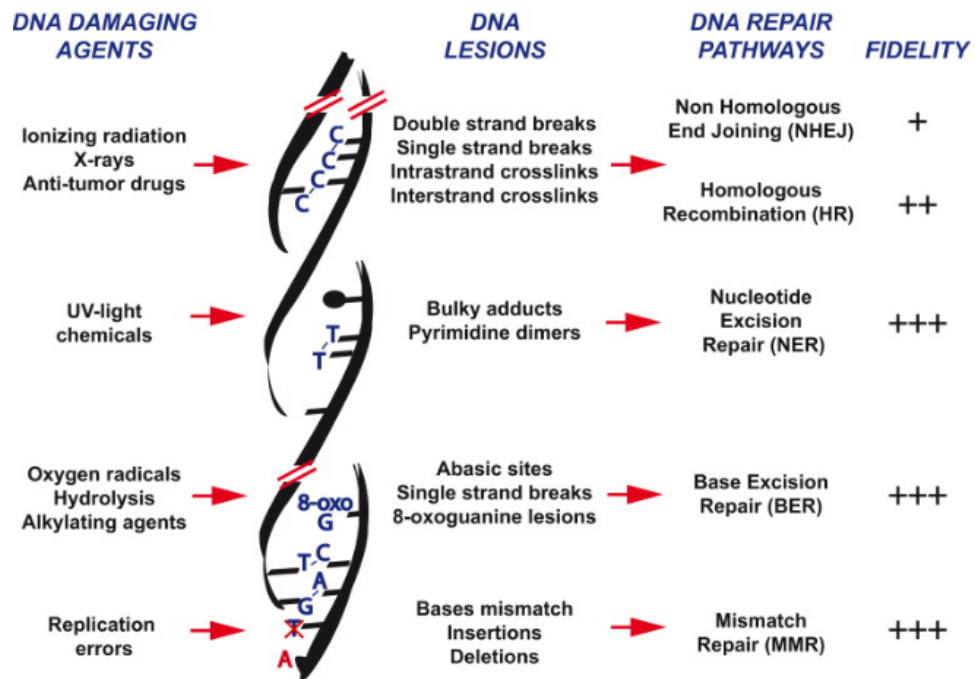 DNA DAMAGING
AGENTS
DNA
LESIONS
DNA REPAIR
PATHWAYS
FIDELITY
Ionizing radiation
X-rays
Anti-tumor drugs
C
C
C
C
Double strand breaks
Single strand breaks
Intrastrand crosslinks
Interstrand crosslinks
Non Homologous
End Joining (NHEJ)
+
Homologous
Recombination (HR)
++
UV-light
chemicals
T
T
Bulky adducts
Pyrimidine dimers
Nucleotide
Excision
Repair (NER)
+++
Oxygen radicals
Hydrolysis
Alkylating agents
8-oxo
G
Abasic sites
Single strand breaks
8-oxoguanine lesions
Base Excision
Repair (BER)
+++
T C
A
G
T
A
Replication
errors
Bases mismatch
Insertions
Deletions
Mismatch
Repair (MMR)
+++